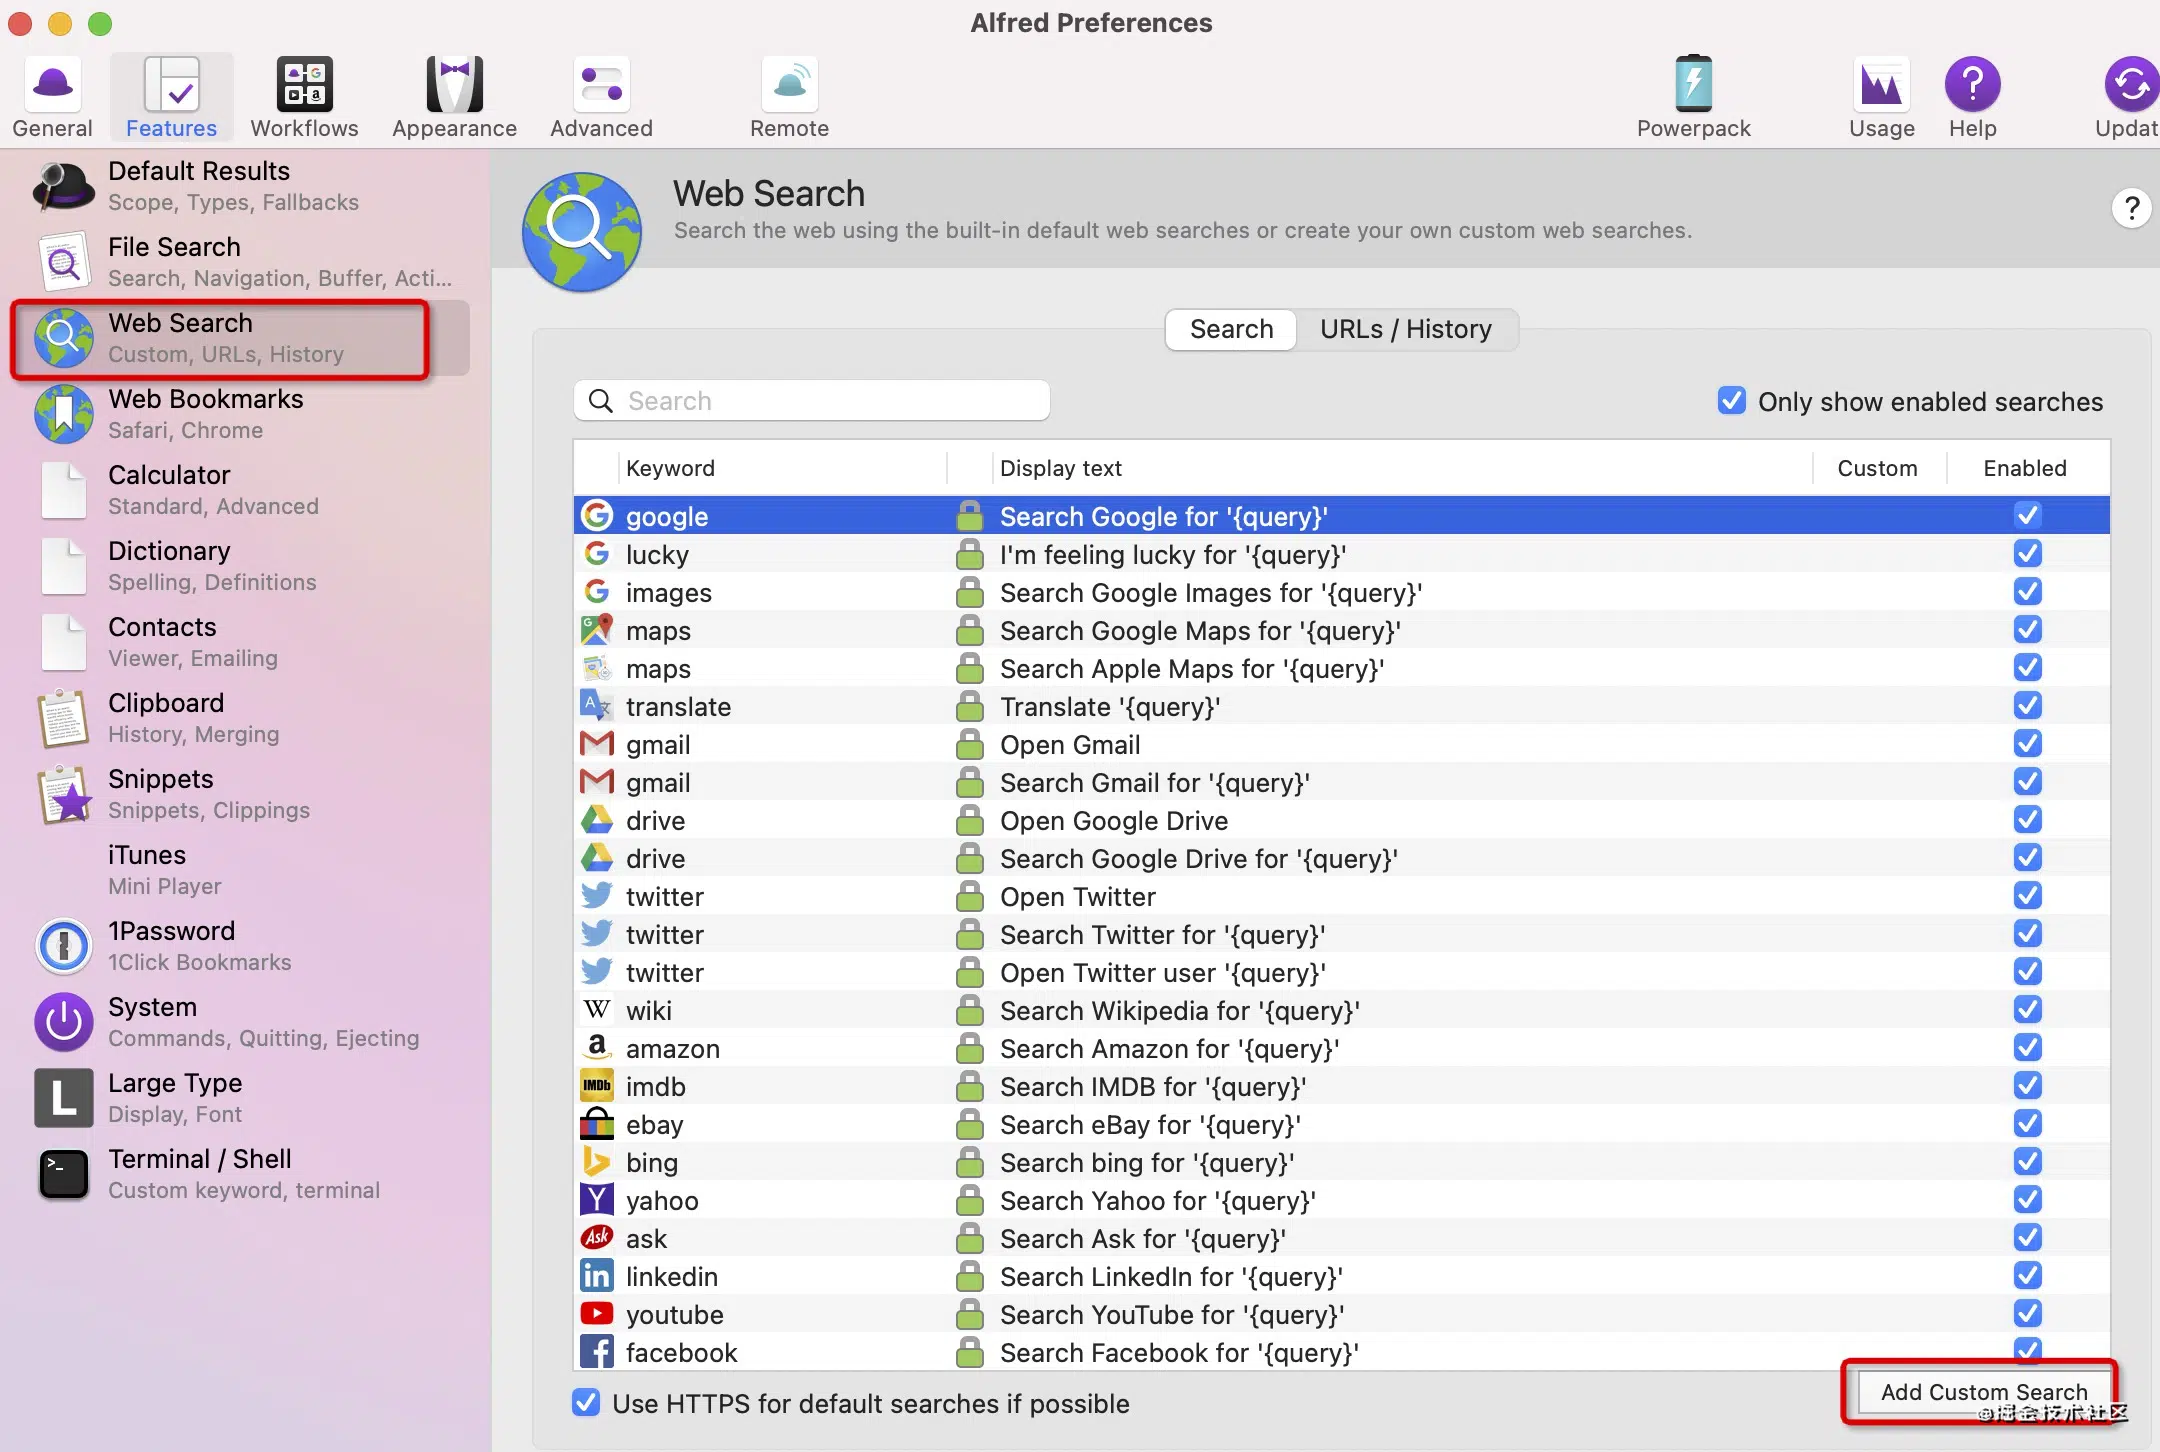 Alfred Preferences
General
Features
Workflows
Appearance
Advanced
Remote
Powerpack
Usage
Help
Updat
Default Results
Scope, Types, Fallbacks
File Search
Search, Navigation, Buffer, Acti...
Web Search
Custom, URLs, History
Web Bookmarks
Safari, Chrome
Calculator
Standard, Advanced
Dictionary
Spelling, Definitions
Contacts
Viewer, Emailing
Clipboard
History, Merging
Snippets
Snippets, Clippings
iTunes
Mini Player
1Password
1Click Bookmarks
System
Commands, Quitting, Ejecting
L
Large Type
Display, Font
Terminal / Shell
Custom keyword, terminal
Web Search
Search the web using the built-in default web searches or create your own custom web searches.
?
Search
URLs / History
Search
Only show enabled searches
Keyword Display text Custom Enabled
google Search Google for '{query}'
lucky I'm feeling lucky for '{query}'
images Search Google Images for '{query}'
maps Search Google Maps for '{query}'
maps Search Apple Maps for '{query}'
translate Translate '{query}'
gmail Open Gmail
gmail Search Gmail for '{query}'
drive Open Google Drive
drive Search Google Drive for '{query}'
twitter Open Twitter
twitter Search Twitter for '{query}'
twitter Open Twitter user '{query}'
W wiki Search Wikipedia for '{query}'
a amazon Search Amazon for '{query}'
IMDb imdb Search IMDB for '{query}'
ebay Search eBay for '{query}'
bing Search bing for '{query}'
Y yahoo Search Yahoo for '{query}'
Ask ask Search Ask for '{query}'
in linkedin Search LinkedIn for '{query}'
youtube Search YouTube for '{query}'
f facebook Search Facebook for '{query}'
Use HTTPS for default searches if possible
Add Custom Search
@掘金技术社区